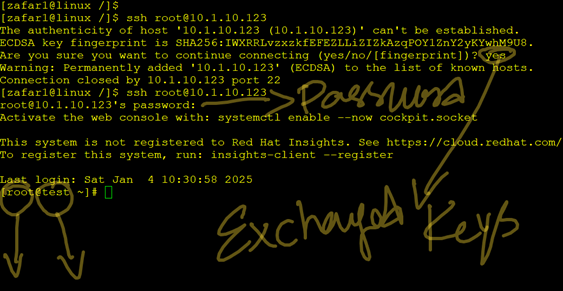 [zafar1@linux /]$
[zafar1@linux /]$ ssh root@10.1.10.123
The authenticity of host '10.1.10.123 (10.1.10.123)' can't be established.
ECDSA key fingerprint is SHA256:IWXRRLvzxzkfEFEZLLiZIZkAzqPOYlZnY2yKYwhM9U8.
Are you sure you want to continue connecting (yes/no/[fingerprint])? yes
Warning: Permanently added '10.1.10.123' (ECDSA) to the list of known hosts.
Connection closed by 10.1.10.123 port 22
[zafar1@linux /]$ ssh root@10.1.10.123
root@10.1.10.123's password: Password
Activate the web console with: systemctl enable --now cockpit.socket
This system is not registered to Red Hat Insights. See https://cloud.redhat.com/
To register this system, run: insights-client --register
Last login: Sat Jan 4 10:30:58 2025
[root@test ~]#
Exchanged Keys